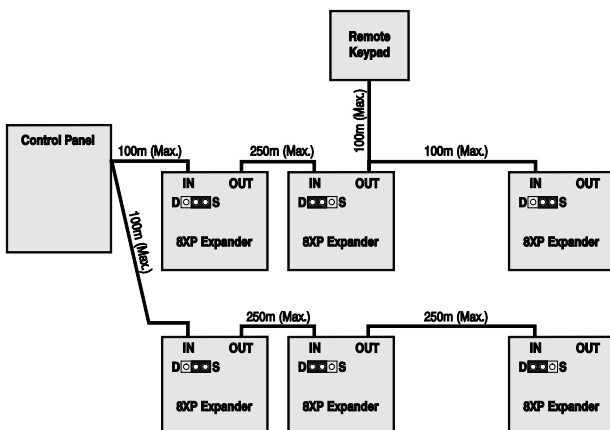 Remote
Keypad
Control Panel
100m (Max.)
100m (Max.)
250m (Max.)
100m (Max.)
100m (Max.)
IN OUT
D S
8XP Expander
IN OUT
D S
8XP Expander
IN OUT
D S
8XP Expander
250m (Max.)
250m (Max.)
IN OUT
D S
8XP Expander
IN OUT
D S
8XP Expander
IN OUT
D S
8XP Expander